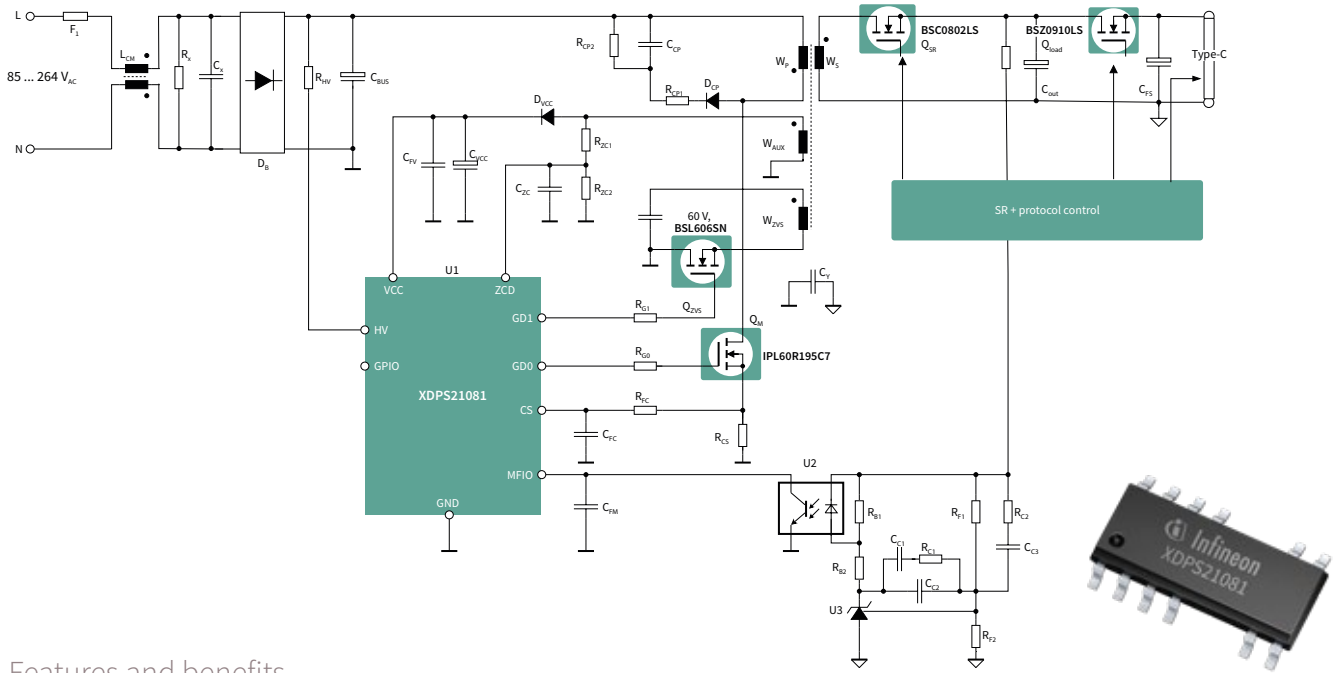 L
F1
LCM
RX
CX
85 ... 264 VAC
N
DB
RHV
CBUS
RCP2
CCP
RCP1
DCP
WP
WS
BSC0802LS
QSR
BSZ0910LS
Qload
Cout
CFS
Type-C
DVCC
CFV
CVCC
RZC1
CZC
RZC2
WAUX
WZVS
60 V,
BSL606SN
SR + protocol control
CY
U1
VCC
ZCD
HV
GPIO
XDPS21081
GD1
GD0
CS
MFIO
GND
RG1
QZVS
QM
RG0
IPL60R195C7
RFC
CFC
RCS
CFM
U2
RB1
RF1
RC2
CC1
RC1
CC3
RB2
CC2
U3
RF2
Infineon
XDPS21081
Features and benefits